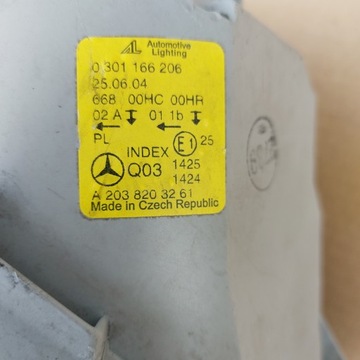 AL Automotive Lighting
0 301 166 206
25.06.04
668 00HC 00HR
02 A 01 1b
PL E1 25
INDEX 1425
Q03 1424
A 203 820 32 61
Made in Czech Republic